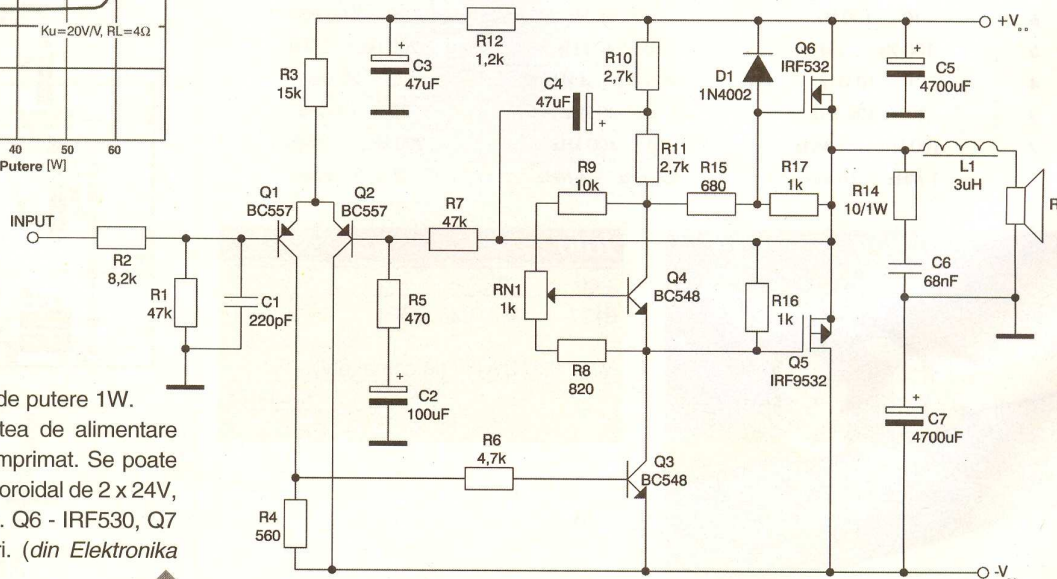 Ku=20V/V, RL=4Ω
40
50
60
Putere [W]
+V
R12
1,2k
R3
15k
+
C3
47uF
R10
2,7k
Q6
IRF532
D1
1N4002
+
C5
4700uF
C4
47uF
+
R11
2,7k
L1
3uH
R9
10k
R15
680
R17
1k
R14
10/1W
R
Q1
BC557
Q2
BC557
R7
47k
INPUT
R2
8,2k
R1
47k
C1
220pF
R5
470
RN1
1k
Q4
BC548
R16
1k
C6
68nF
R8
820
Q5
IRF9532
+
C2
100uF
+
C7
4700uF
R6
4,7k
Q3
BC548
R4
560
-V
de putere 1W.
tea de alimentare
mprimat. Se poate
oroidal de 2 x 24V,
. Q6 - IRF530, Q7
ri. (din Elektronika